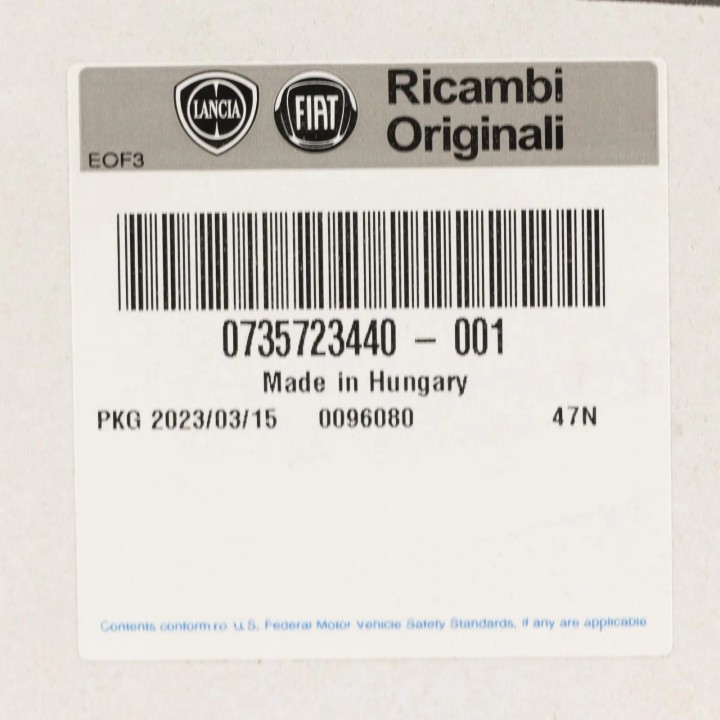 LANCIA
FIAT
Ricambi
Originali
EOF3
0735723440 - 001
Made in Hungary
PKG 2023/03/15 0096080 47N
Contents conform ro U.S. Federal Motor Vehicle Safety Standards, if any are applicable